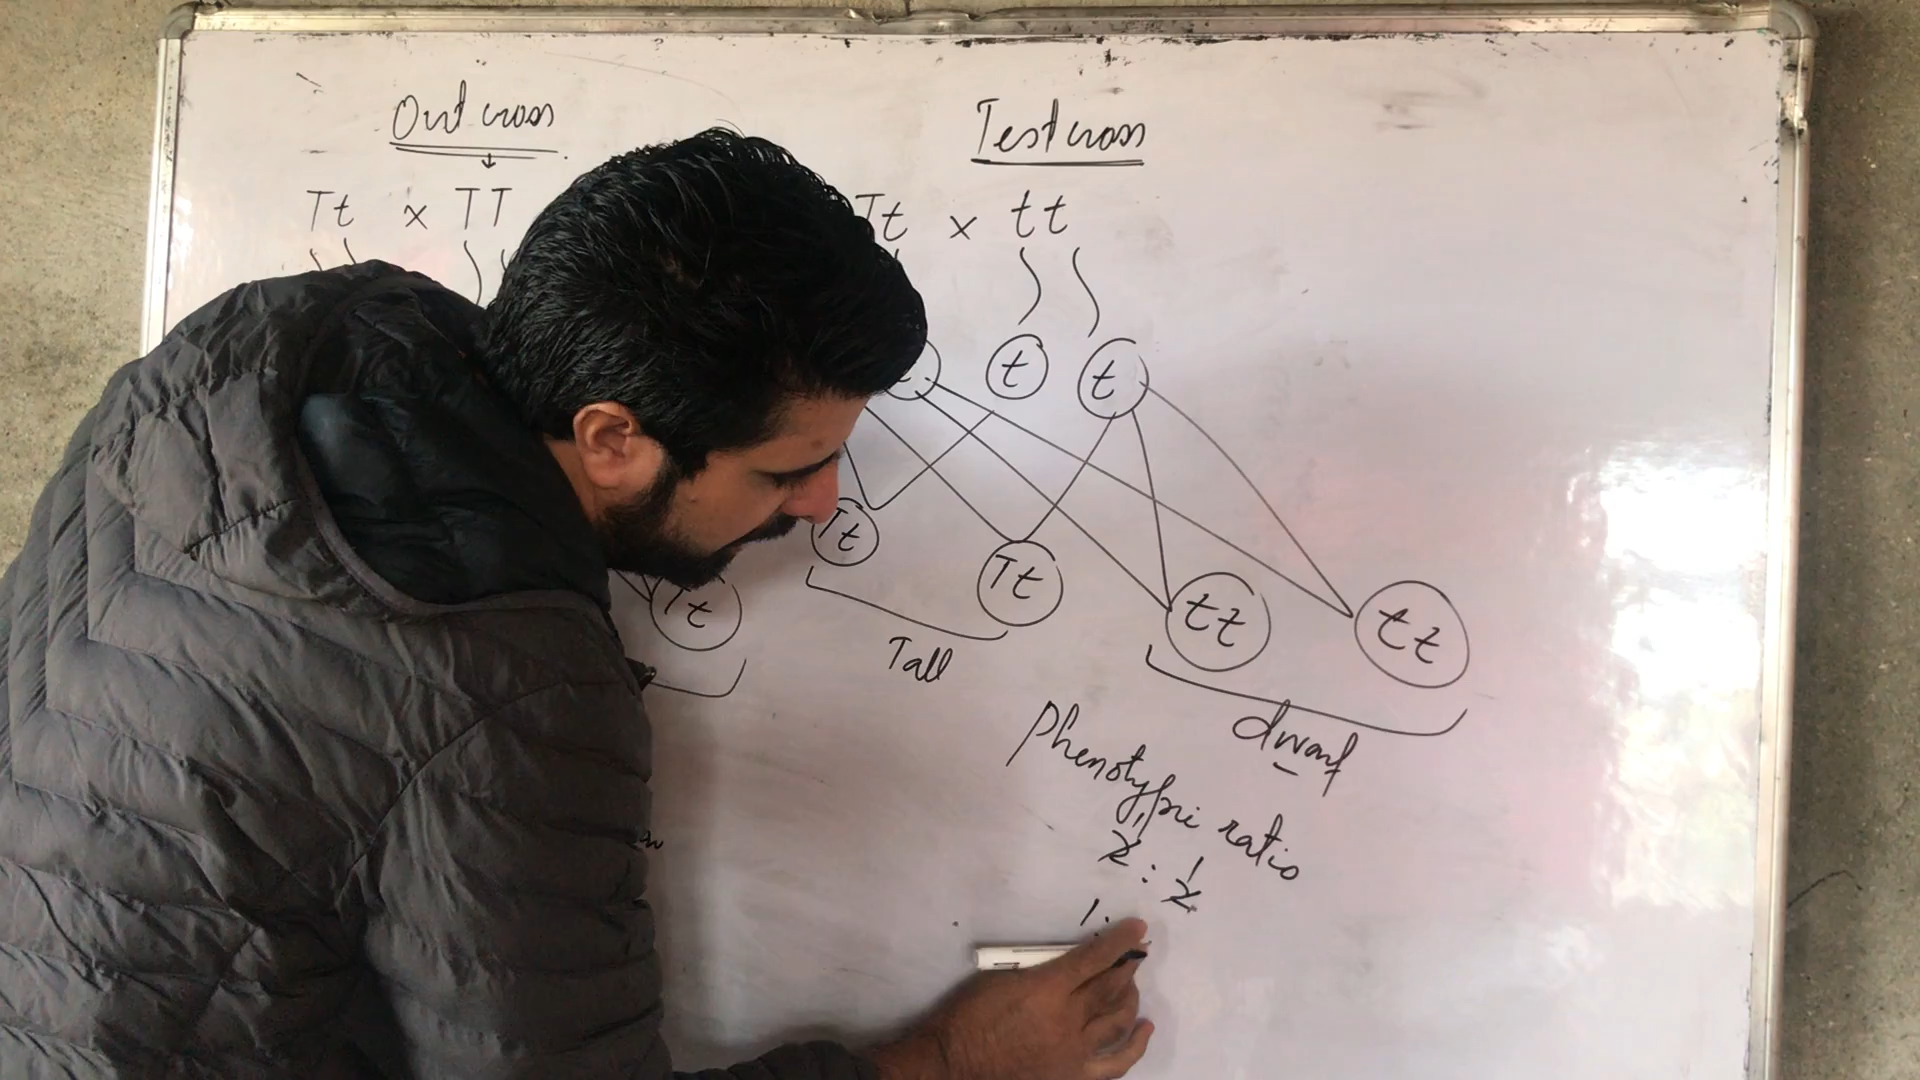 Out cross
Tt × TT
Tt
Test cross
Tt × tt
t t
Tt Tt tt tt
Tall
dwarf
phenotypic ratio
2 : 2
1 1
1 :